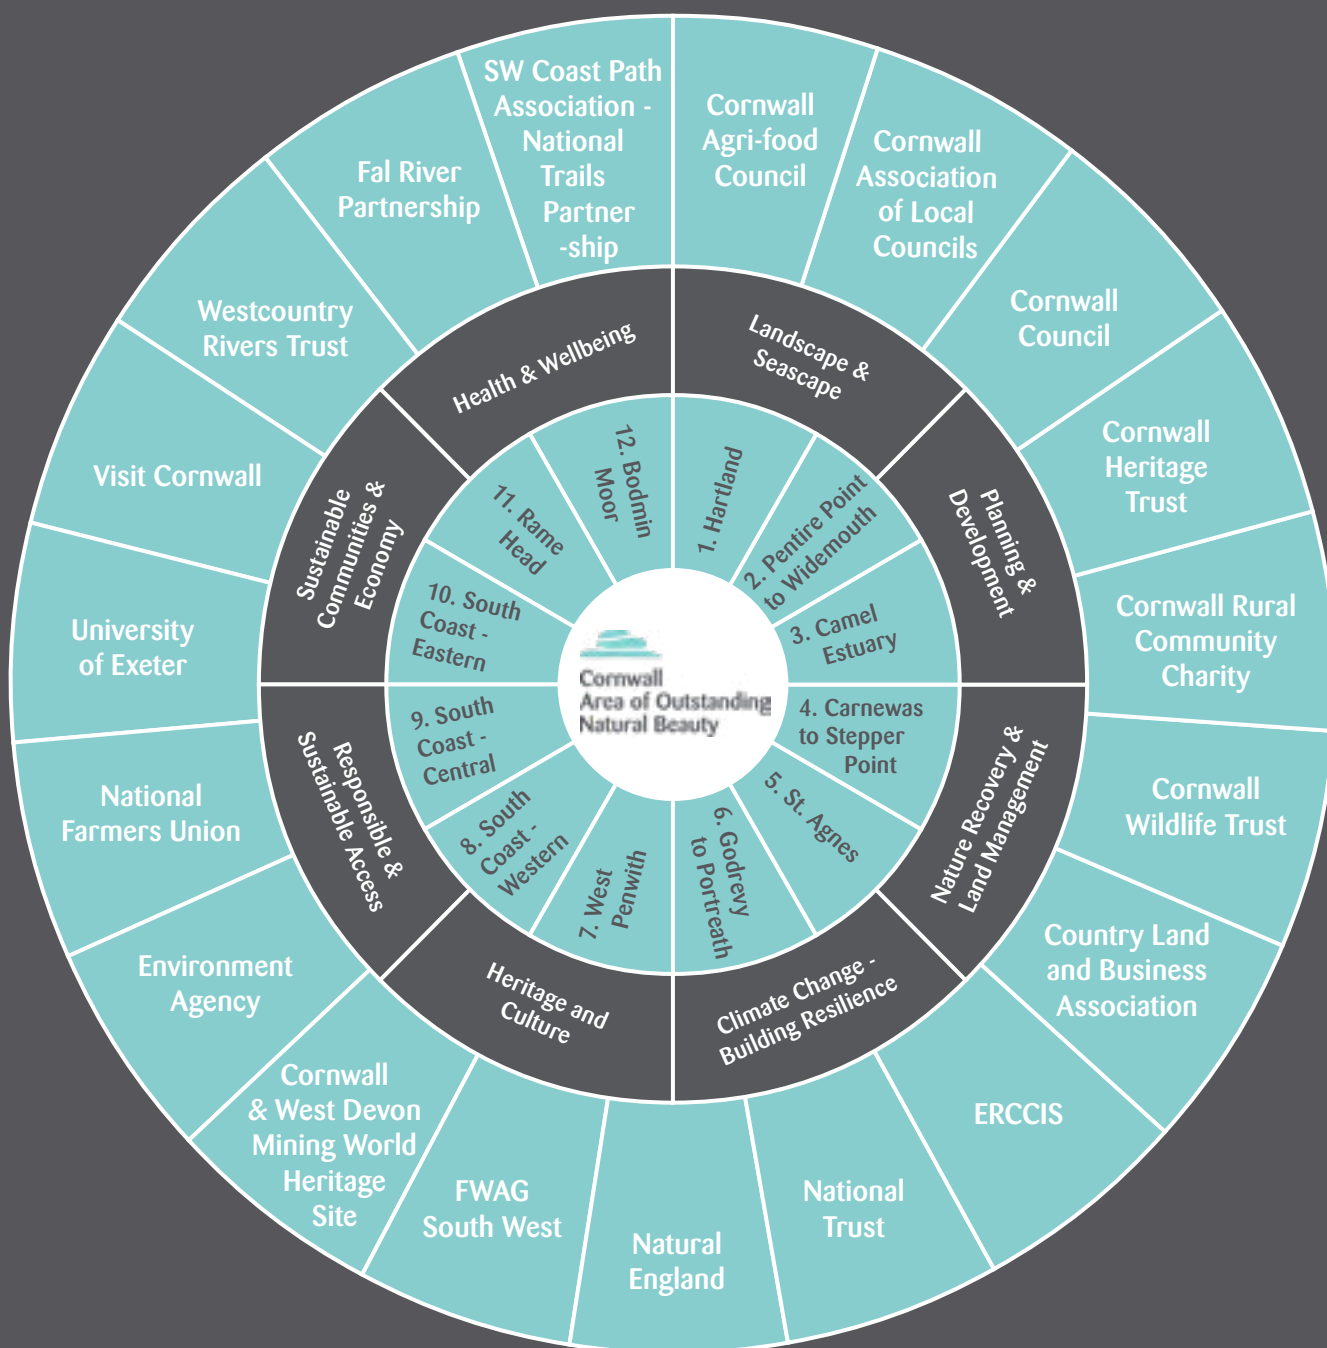 SW Coast Path
Association -
National
Trails
Partner
-ship
Cornwall
Agri-food
Council
Cornwall
Association
of Local
Councils
Cornwall
Council
Cornwall
Heritage
Trust
Cornwall Rural
Community
Charity
Cornwall
Wildlife Trust
Country Land
and Business
Association
ERCCIS
National
Trust
Natural
England
FWAG
South West
Cornwall
& West Devon
Mining World
Heritage
Site
Environment
Agency
National
Farmers Union
University
of Exeter
Visit Cornwall
Westcountry
Rivers Trust
Fal River
Partnership
Health & Wellbeing
Landscape &
Seascape
Planning &
Development
Nature Recovery &
Land Management
Climate Change -
Building Resilience
Heritage and
Culture
Responsible &
Sustainable Access
Sustainable
Communities &
Economy
1. Hartland
2. Pentire Point
to Widemouth
3. Camel
Estuary
4. Carnewas
to Stepper
Point
5. St. Agnes
6. Godrevy
to Portreath
7. West
Penwith
8. South
Coast -
Western
9. South
Coast -
Central
10. South
Coast -
Eastern
11. Rame
Head
12. Bodmin
Moor
Cornwall
Area of Outstanding
Natural Beauty